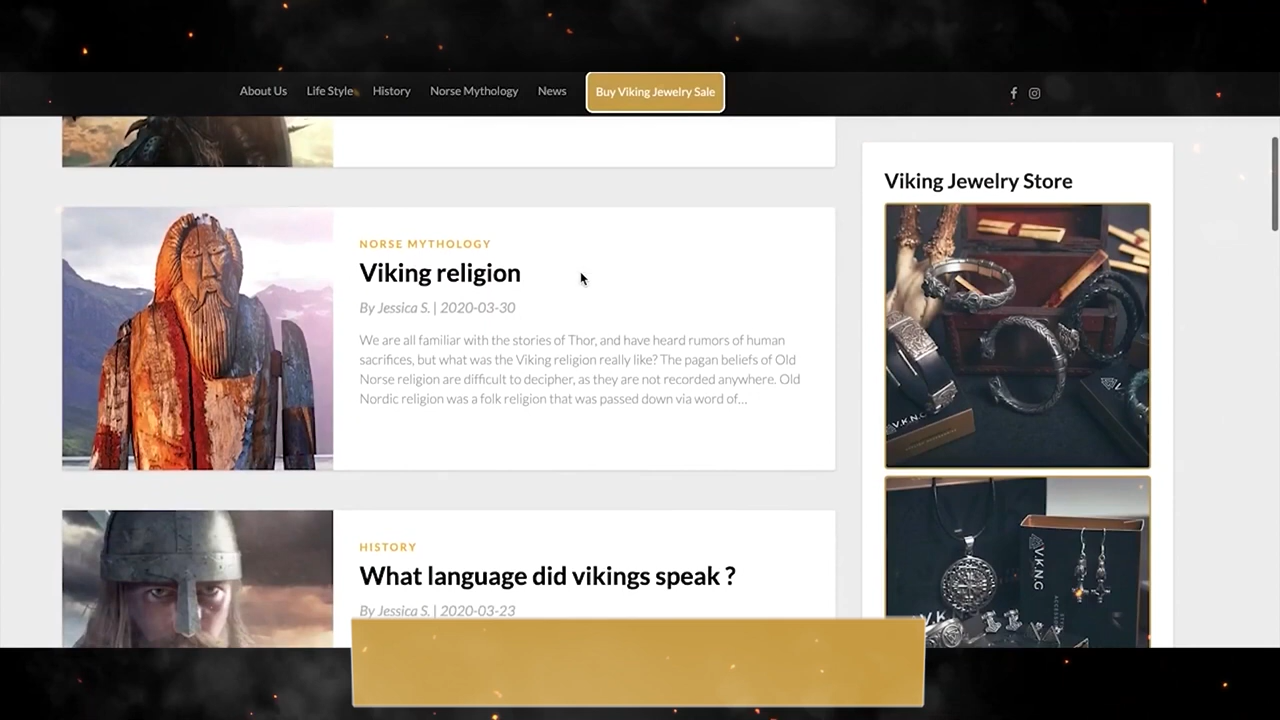 About Us Life Style History Norse Mythology News Buy Viking Jewelry Sale
NORSE MYTHOLOGY
Viking religion
By Jessica S. | 2020-03-30
We are all familiar with the stories of Thor, and have heard rumors of human
sacrifices, but what was the Viking religion really like? The pagan beliefs of Old
Norse religion are difficult to decipher, as they are not recorded anywhere. Old
Nordic religion was a folk religion that was passed down via word of...
HISTORY
What language did vikings speak ?
By Jessica S. | 2020-03-23
Viking Jewelry Store
V.K.N.G
V.K.N.G